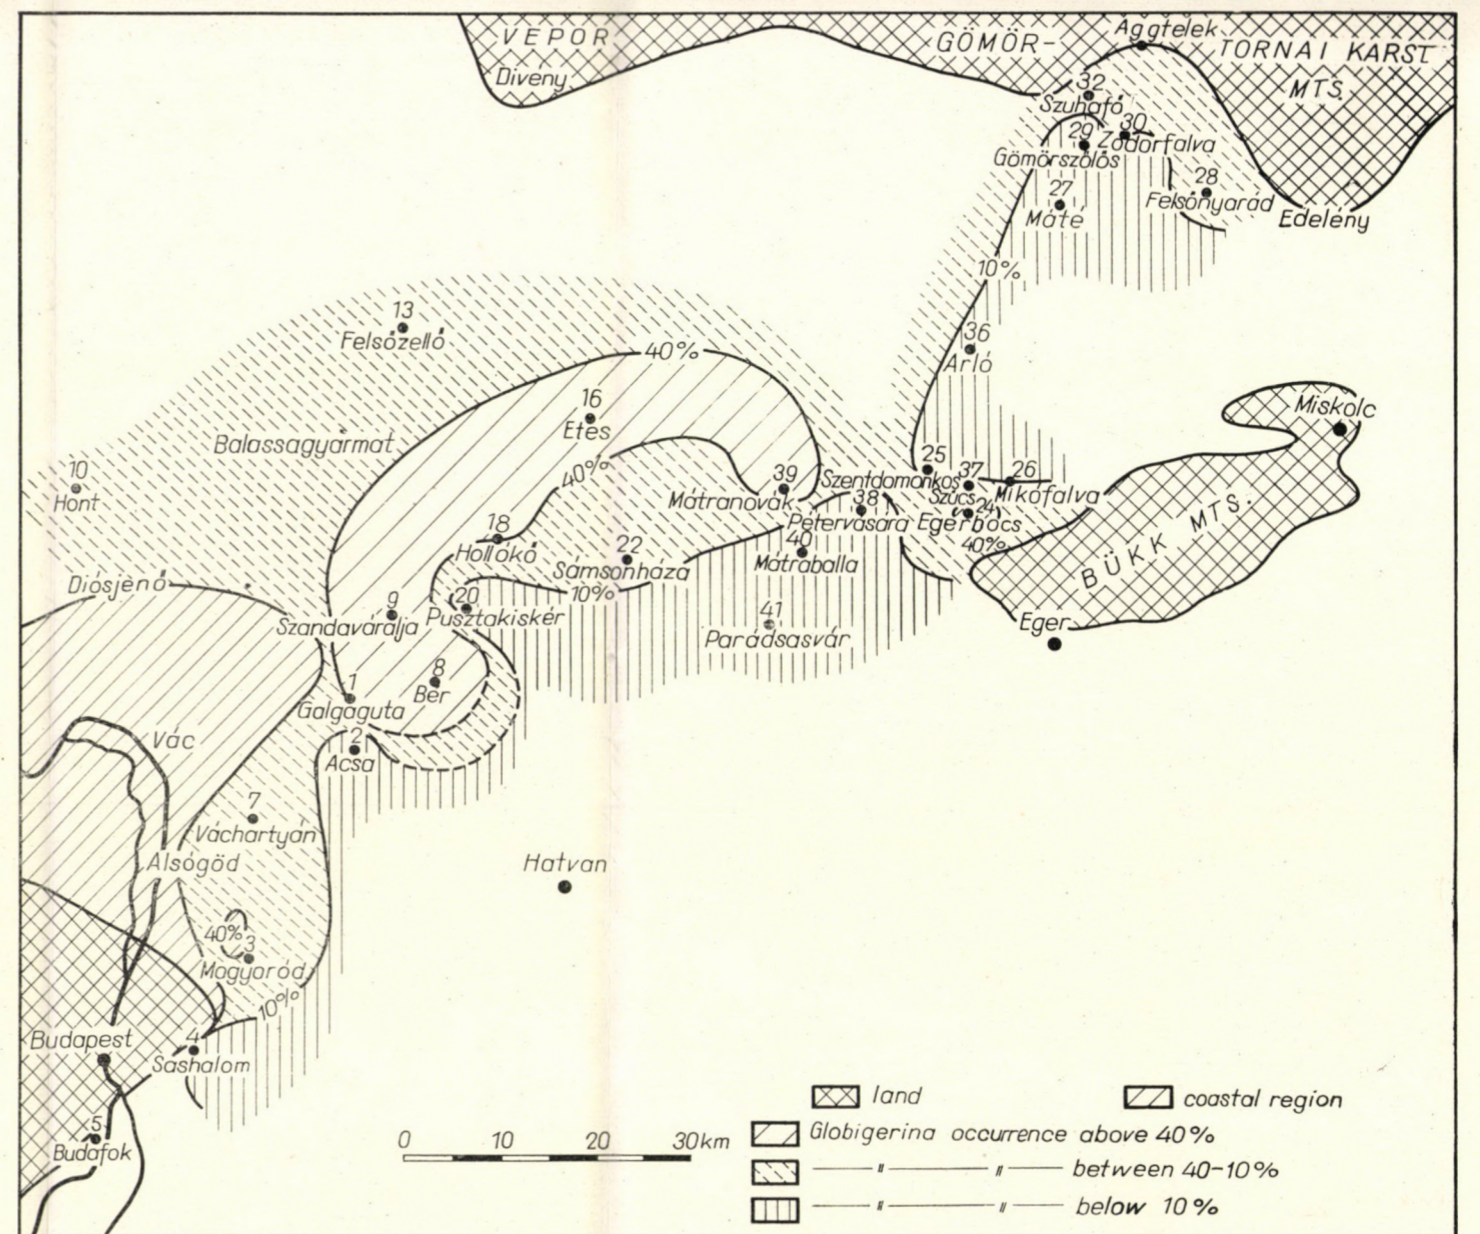 VEPOR
Divény
GÖMÖR-
Aggtelek
TORNAI KARST
MTS.
32
Szuhafő
30
29
Zádorfalva
Gömörszőlős
28
27
Felsőnyárád
Máté
Edelény
10%
13
Felsőzellő
36
Arló
40%
16
Etes
Miskolc
Balassagyarmat
40%
10
Hont
25
39
37
26
Szentdomonkos
Mátranovák
Szúcs
Mikófalva
38
24
18
Pétervására
Egerbocs
40
40%
Hollókő
22
Mátraballa
Sámsonháza
BÜKK MTS.
Diósjenő
10%
9
20
Pusztakiskér
41
Szandaváralja
Parádsasvár
Eger
8
Bér
1
Galgaguta
2
Acsa
Vác
7
Váchartyán
Alsógöd
Hatvan
40%
3
Mogyoród
10%
Budapest
4
Sashalom
5
Budafok
land
coastal region
0 10 20 30km
Globigerina occurrence above 40%
—〃— —〃— between 40-10%
—〃— —〃— below 10%